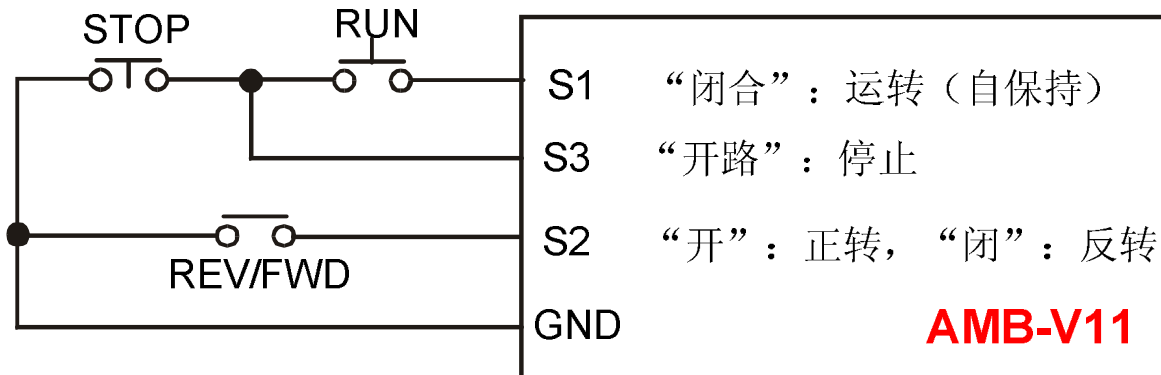 STOP
RUN
S1 “闭合”：运转（自保持）
S3 “开路”：停止
S2 “开”：正转，“闭”：反转
REV/FWD
GND
AMB-V11